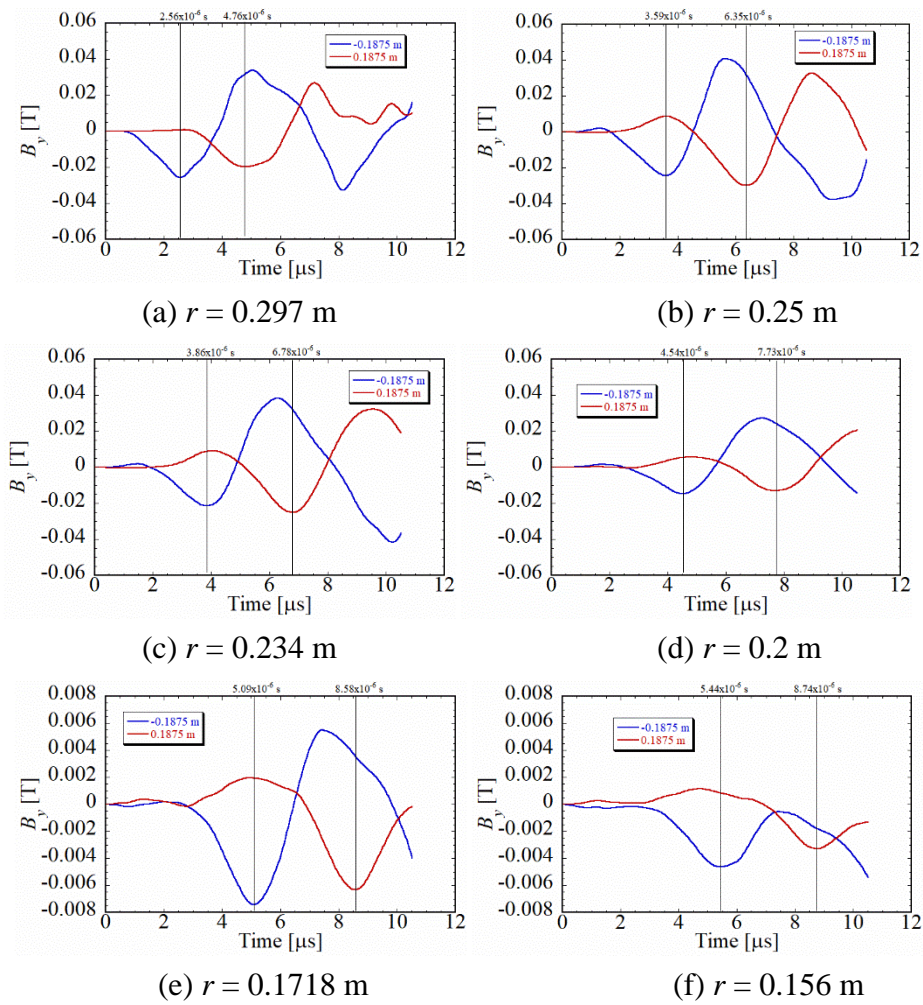 2.56x10⁻⁶ s 4.76x10⁻⁶ s
0.06
0.04
0.02
0
-0.02
-0.04
-0.06
B_y [T]
-0.1875 m
0.1875 m
0 2 4 6 8 10 12
Time [μs]
(a) r = 0.297 m
3.59x10⁻⁶ s 6.35x10⁻⁶ s
0.06
0.04
0.02
0
-0.02
-0.04
-0.06
B_y [T]
-0.1875 m
0.1875 m
0 2 4 6 8 10 12
Time [μs]
(b) r = 0.25 m
3.86x10⁻⁶ s 6.78x10⁻⁶ s
0.06
0.04
0.02
0
-0.02
-0.04
-0.06
B_y [T]
-0.1875 m
0.1875 m
0 2 4 6 8 10 12
Time [μs]
(c) r = 0.234 m
4.54x10⁻⁶ s 7.73x10⁻⁶ s
0.06
0.04
0.02
0
-0.02
-0.04
-0.06
B_y [T]
-0.1875 m
0.1875 m
0 2 4 6 8 10 12
Time [μs]
(d) r = 0.2 m
5.09x10⁻⁶ s 8.58x10⁻⁶ s
0.008
0.006
0.004
0.002
0
-0.002
-0.004
-0.006
-0.008
B_y [T]
-0.1875 m
0.1875 m
0 2 4 6 8 10 12
Time [μs]
(e) r = 0.1718 m
5.44x10⁻⁶ s 8.74x10⁻⁶ s
0.008
0.006
0.004
0.002
0
-0.002
-0.004
-0.006
-0.008
B_y [T]
-0.1875 m
0.1875 m
0 2 4 6 8 10 12
Time [μs]
(f) r = 0.156 m